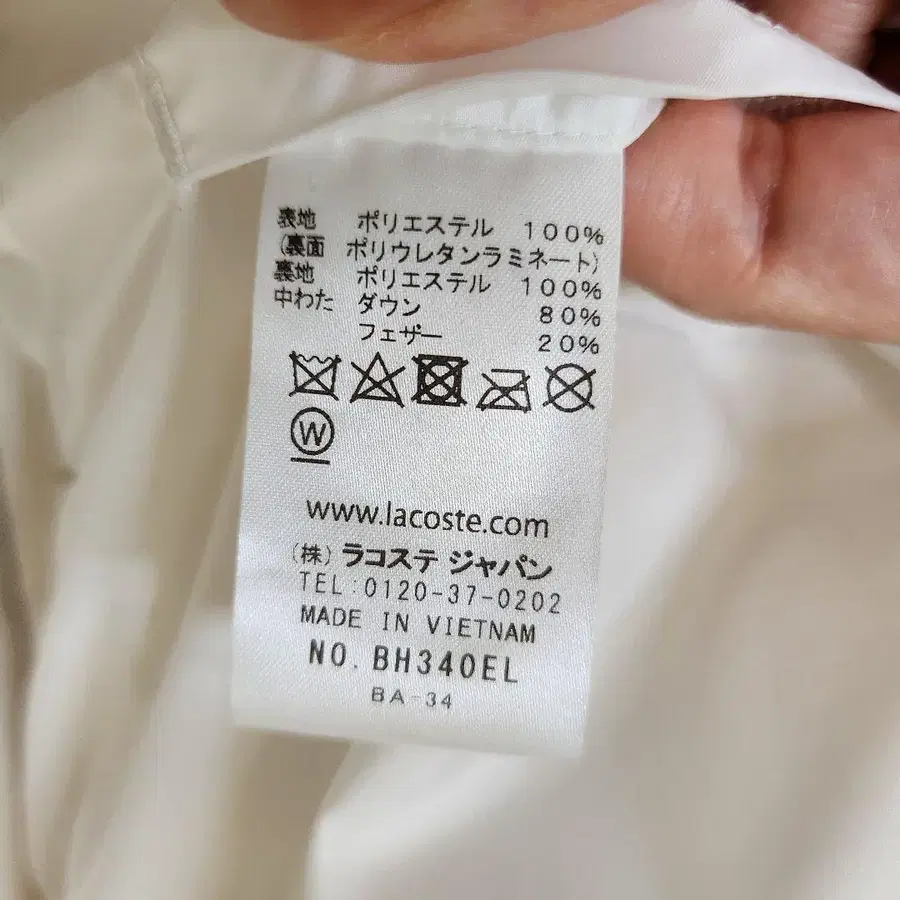 表地 ポリエステル 100%
(裏面 ポリウレタンラミネート)
裏地 ポリエステル 100%
中わた ダウン 80%
フェザー 20%
W
www.lacoste.com
(株) ラコステ ジャパン
TEL:0120-37-0202
MADE IN VIETNAM
NO. BH340EL
BA-34